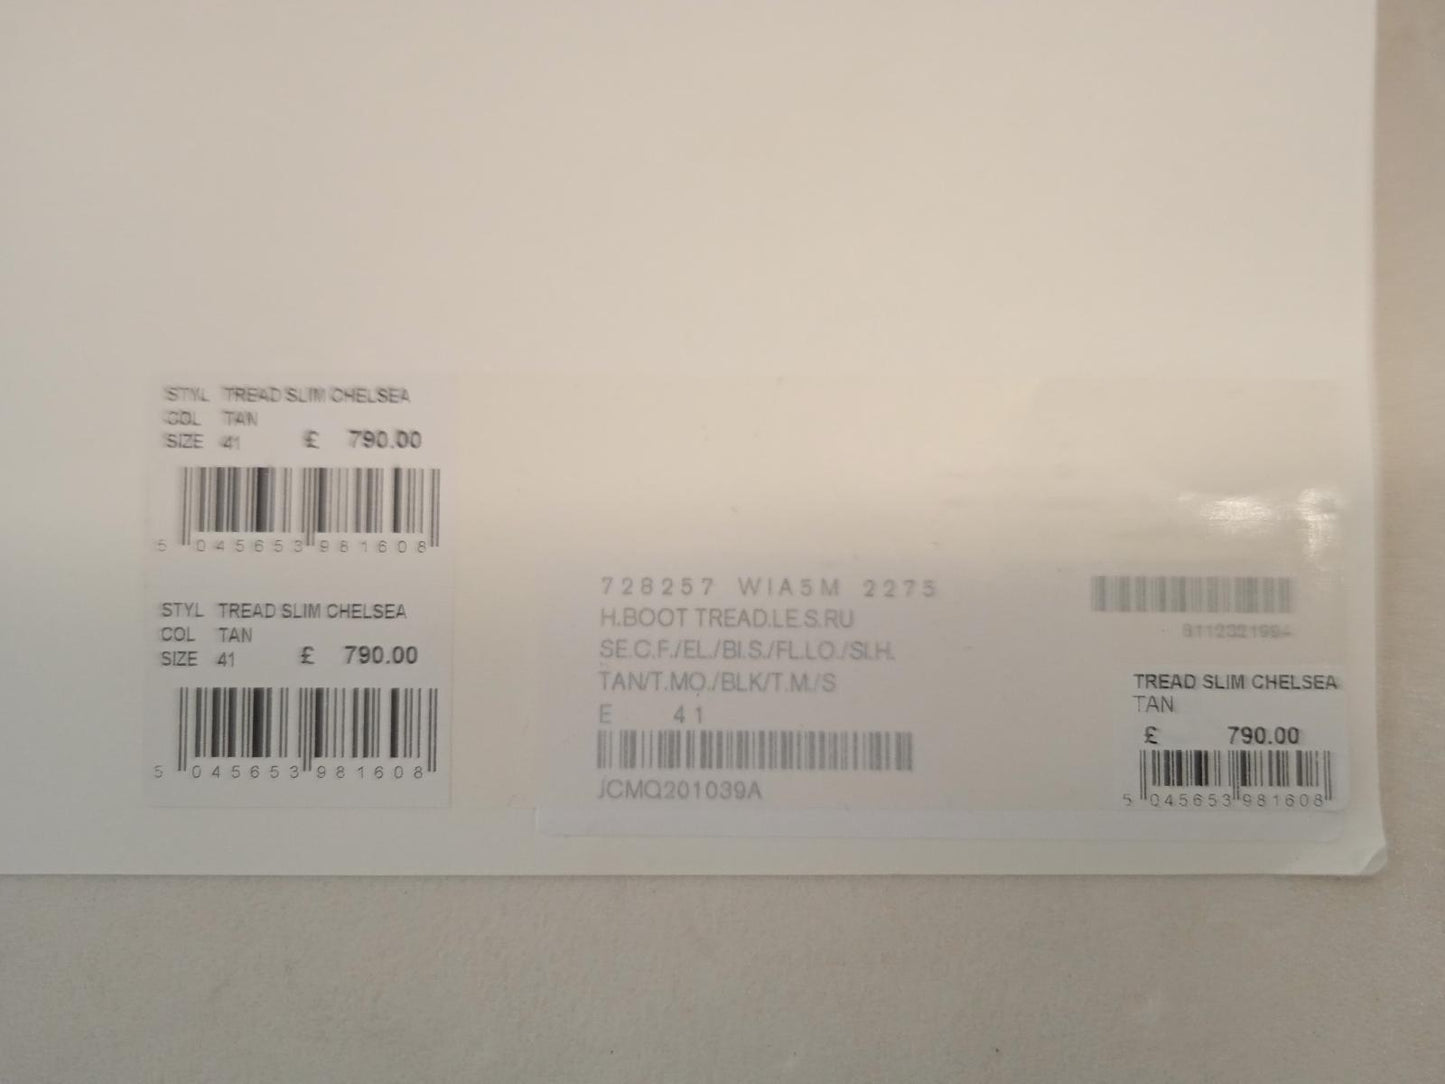 STYL TREAD SLIM CHELSEA
COL TAN
SIZE 41 £ 790.00
5 045653 981608
STYL TREAD SLIM CHELSEA
COL TAN
SIZE 41 £ 790.00
5 045653 981608
728257 WIA5M 2275
H.BOOT TREAD.LE.S.RU
SE.C.F./EL./BI.S./FL.LO./SI.H.
TAN/T.MO./BLK/T.M./S
E 41
JCMQ201039A
8112321994
TREAD SLIM CHELSEA
TAN
£ 790.00
5 045653 981608